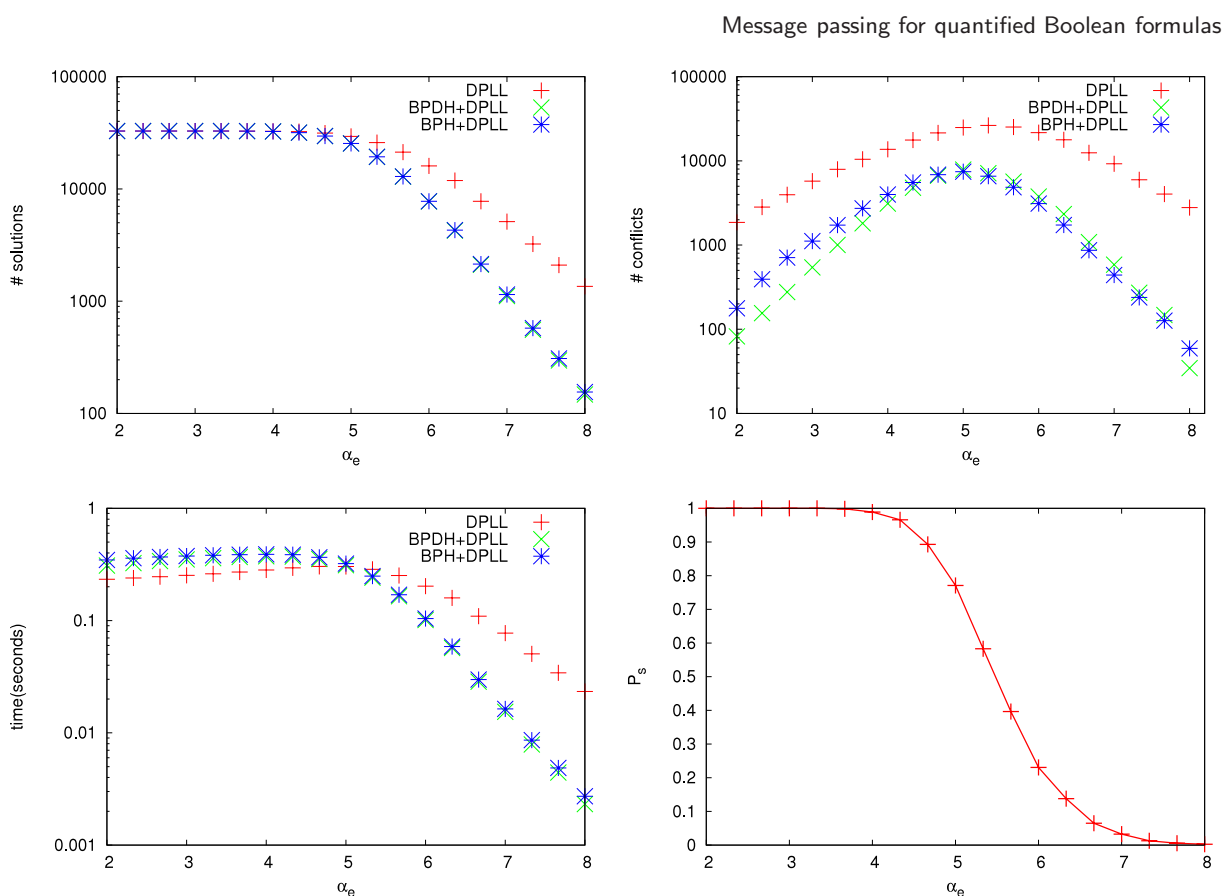 Message passing for quantified Boolean formulas
100000
10000
1000
100
# solutions
DPLL
BPDH+DPLL
BPH+DPLL
2 3 4 5 6 7 8
αe
100000
10000
1000
100
10
# conflicts
DPLL
BPDH+DPLL
BPH+DPLL
2 3 4 5 6 7 8
αe
1
0.1
0.01
0.001
time(seconds)
DPLL
BPDH+DPLL
BPH+DPLL
2 3 4 5 6 7 8
αe
1
0.9
0.8
0.7
0.6
0.5
0.4
0.3
0.2
0.1
0
Ps
2 3 4 5 6 7 8
αe